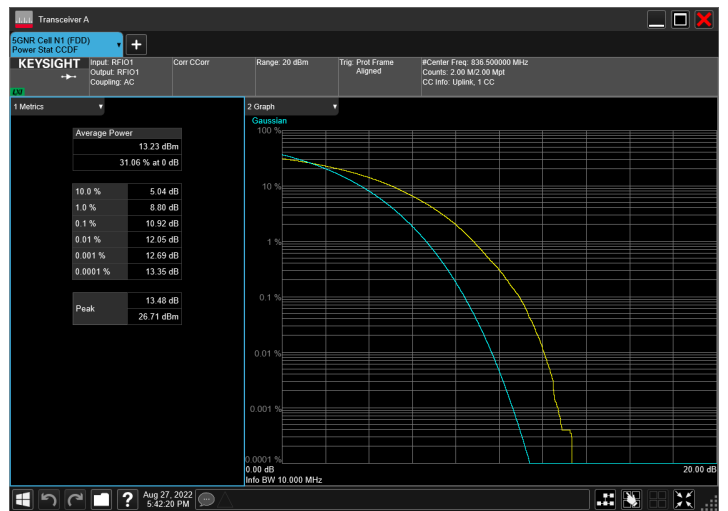 Transceiver A
5GNR Cell N1 (FDD)
Power Stat CCDF
KEYSIGHT
LXI
Input: RFIO1
Output: RFIO1
Coupling: AC
Corr CCorr
Range: 20 dBm
Trig: Prot Frame
Aligned
#Center Freq: 836.500000 MHz
Counts: 2.00 M/2.00 Mpt
CC Info: Uplink, 1 CC
1 Metrics
Average Power
13.23 dBm
31.06 % at 0 dB
10.0 % 5.04 dB
1.0 % 8.80 dB
0.1 % 10.92 dB
0.01 % 12.05 dB
0.001 % 12.69 dB
0.0001 % 13.35 dB
Peak
13.48 dB
26.71 dBm
2 Graph
Gaussian
100 %
10 %
1 %
0.1 %
0.01 %
0.001 %
0.0001 %
0.00 dB
20.00 dB
Info BW 10.000 MHz
?
Aug 27, 2022
5:42:20 PM